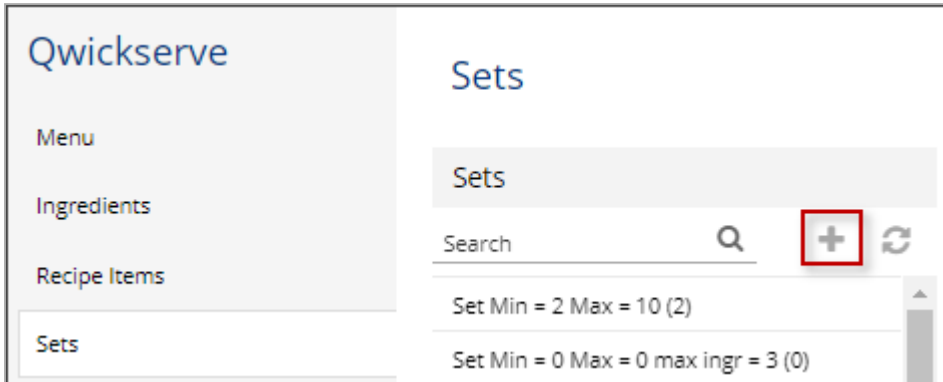 Qwickserve
Menu
Ingredients
Recipe Items
Sets
Sets
Sets
Search
Set Min = 2 Max = 10 (2)
Set Min = 0 Max = 0 max ingr = 3 (0)